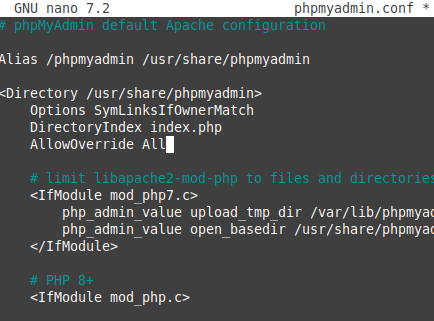 GNU nano 7.2 phpmyadmin.conf *
# phpMyAdmin default Apache configuration
Alias /phpmyadmin /usr/share/phpmyadmin
<Directory /usr/share/phpmyadmin>
Options SymLinksIfOwnerMatch
DirectoryIndex index.php
AllowOverride All
# limit libapache2-mod-php to files and directories
<IfModule mod_php7.c>
php_admin_value upload_tmp_dir /var/lib/phpmyad
php_admin_value open_basedir /usr/share/phpmyad
</IfModule>
# PHP 8+
<IfModule mod_php.c>